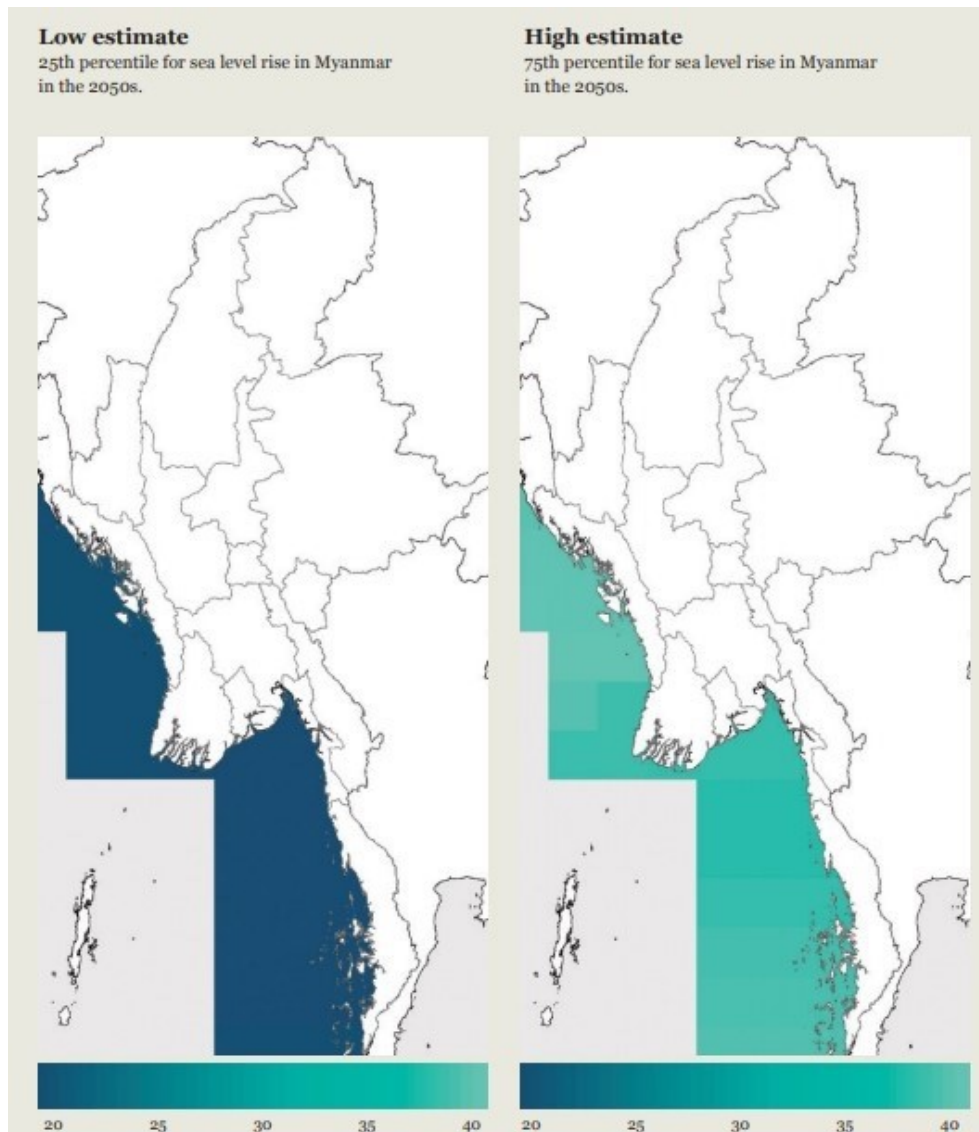 Low estimate
25th percentile for sea level rise in Myanmar
in the 2050s.
High estimate
75th percentile for sea level rise in Myanmar
in the 2050s.
20 25 30 35 40
20 25 30 35 40